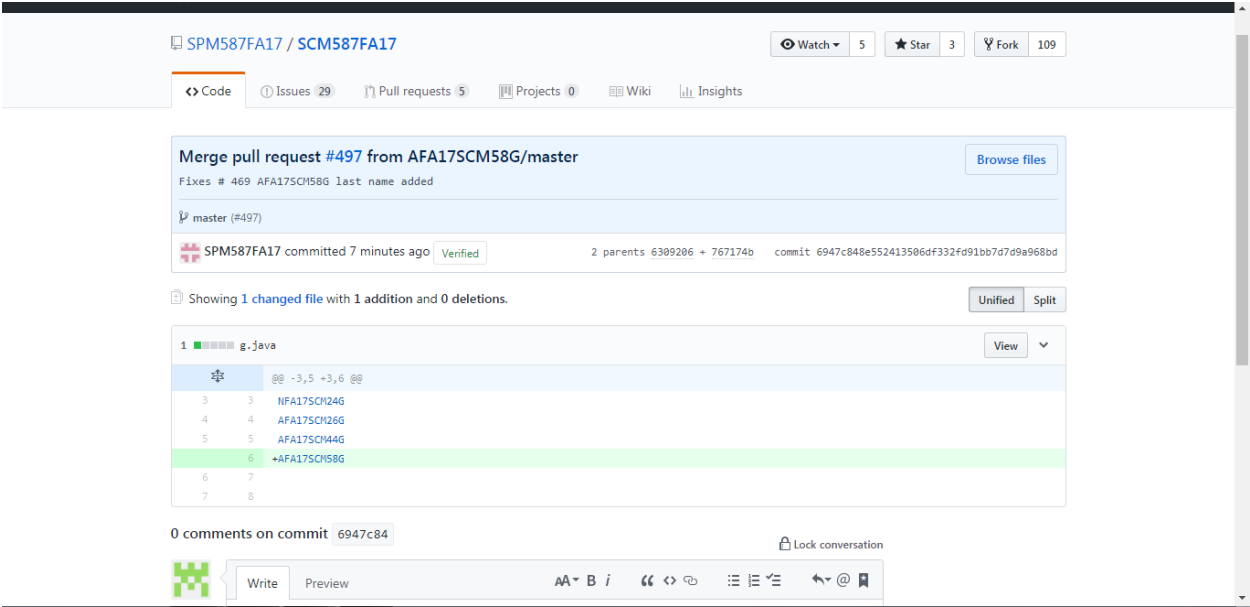 SPM587FA17 / SCM587FA17
Watch 5 Star 3 Fork 109
Code Issues 29 Pull requests 5 Projects 0 Wiki Insights
Merge pull request #497 from AFA17SCM58G/master
Browse files
Fixes # 469 AFA17SCM58G last name added
master (#497)
SPM587FA17 committed 7 minutes ago Verified 2 parents 6309206 + 767174b commit 6947c848e552413506df332fd91bb7d7d9a968bd
Showing 1 changed file with 1 addition and 0 deletions. Unified Split
1 g.java View
@@ -3,5 +3,6 @@
3 3 NFA17SCM24G
4 4 AFA17SCM26G
5 5 AFA17SCM44G
6 +AFA17SCM58G
6 7
7 8
0 comments on commit 6947c84
Lock conversation
Write Preview AA B i